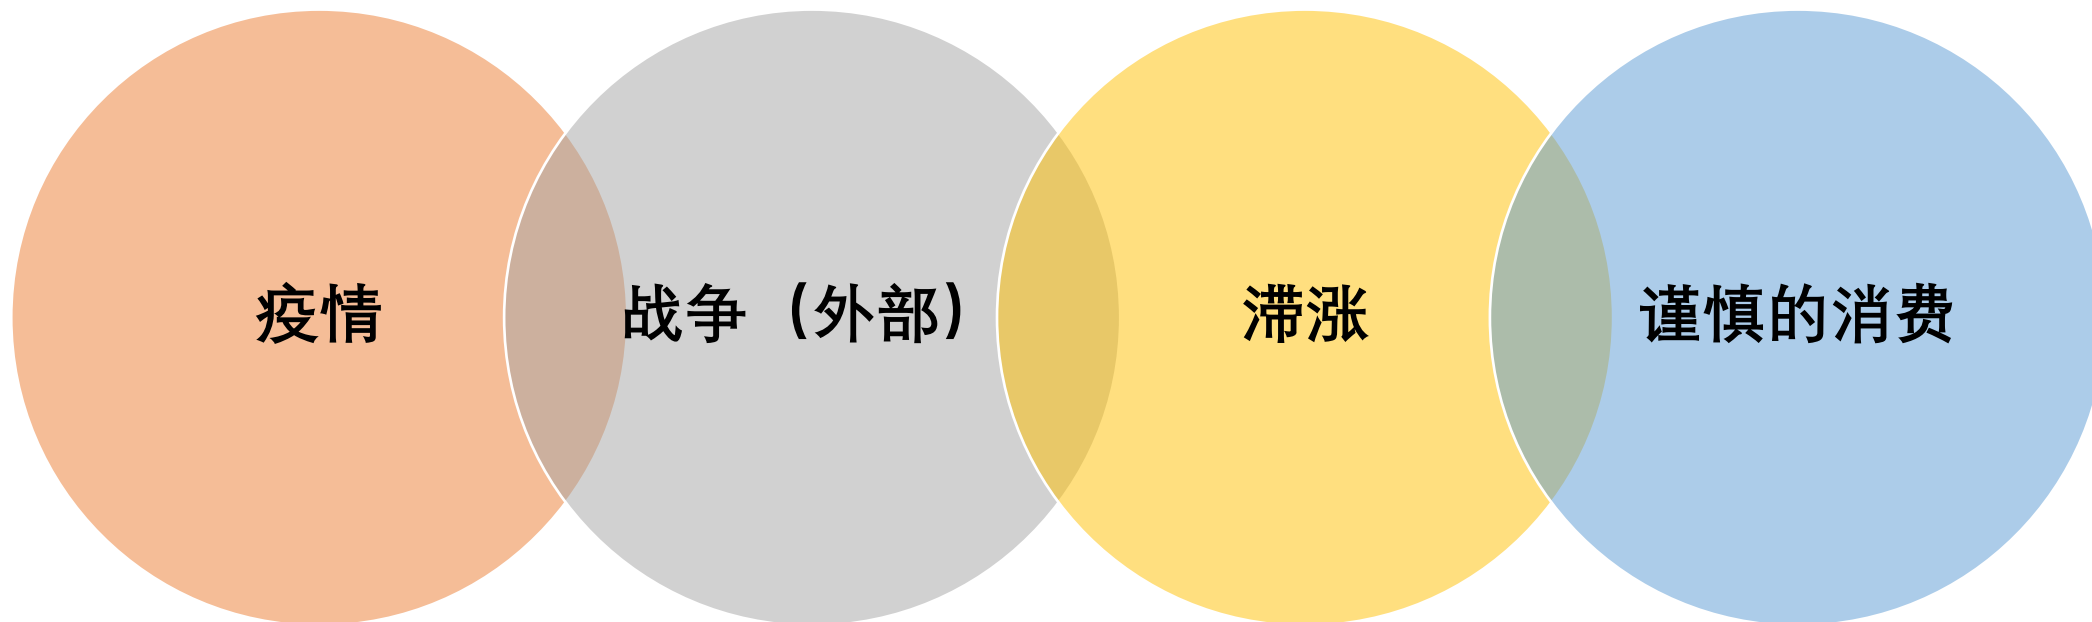 疫情
战争（外部）
滞涨
谨慎的消费